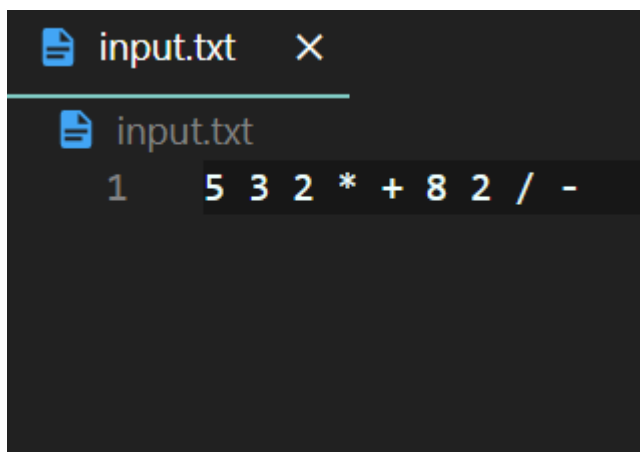 input.txt ×
input.txt
1 5 3 2 * + 8 2 / -